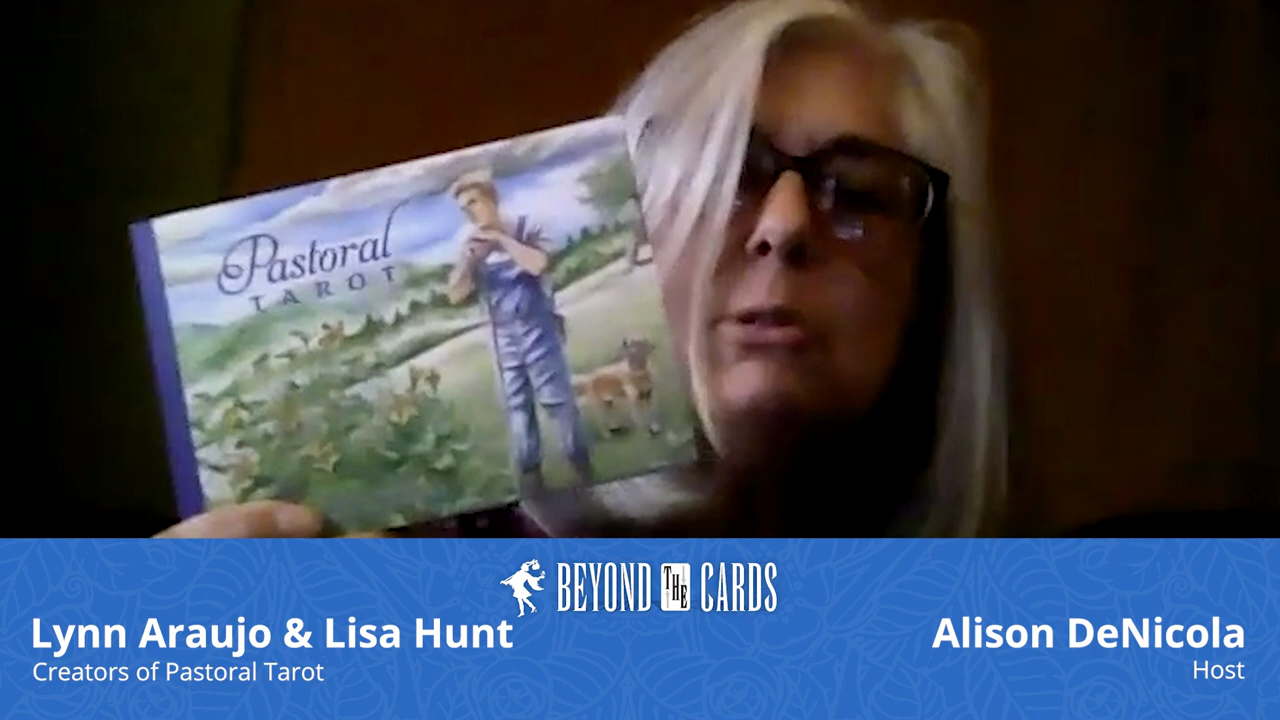 Pastoral
TAROT
BEYOND THE CARDS
Lynn Araujo & Lisa Hunt
Creators of Pastoral Tarot
Alison DeNicola
Host